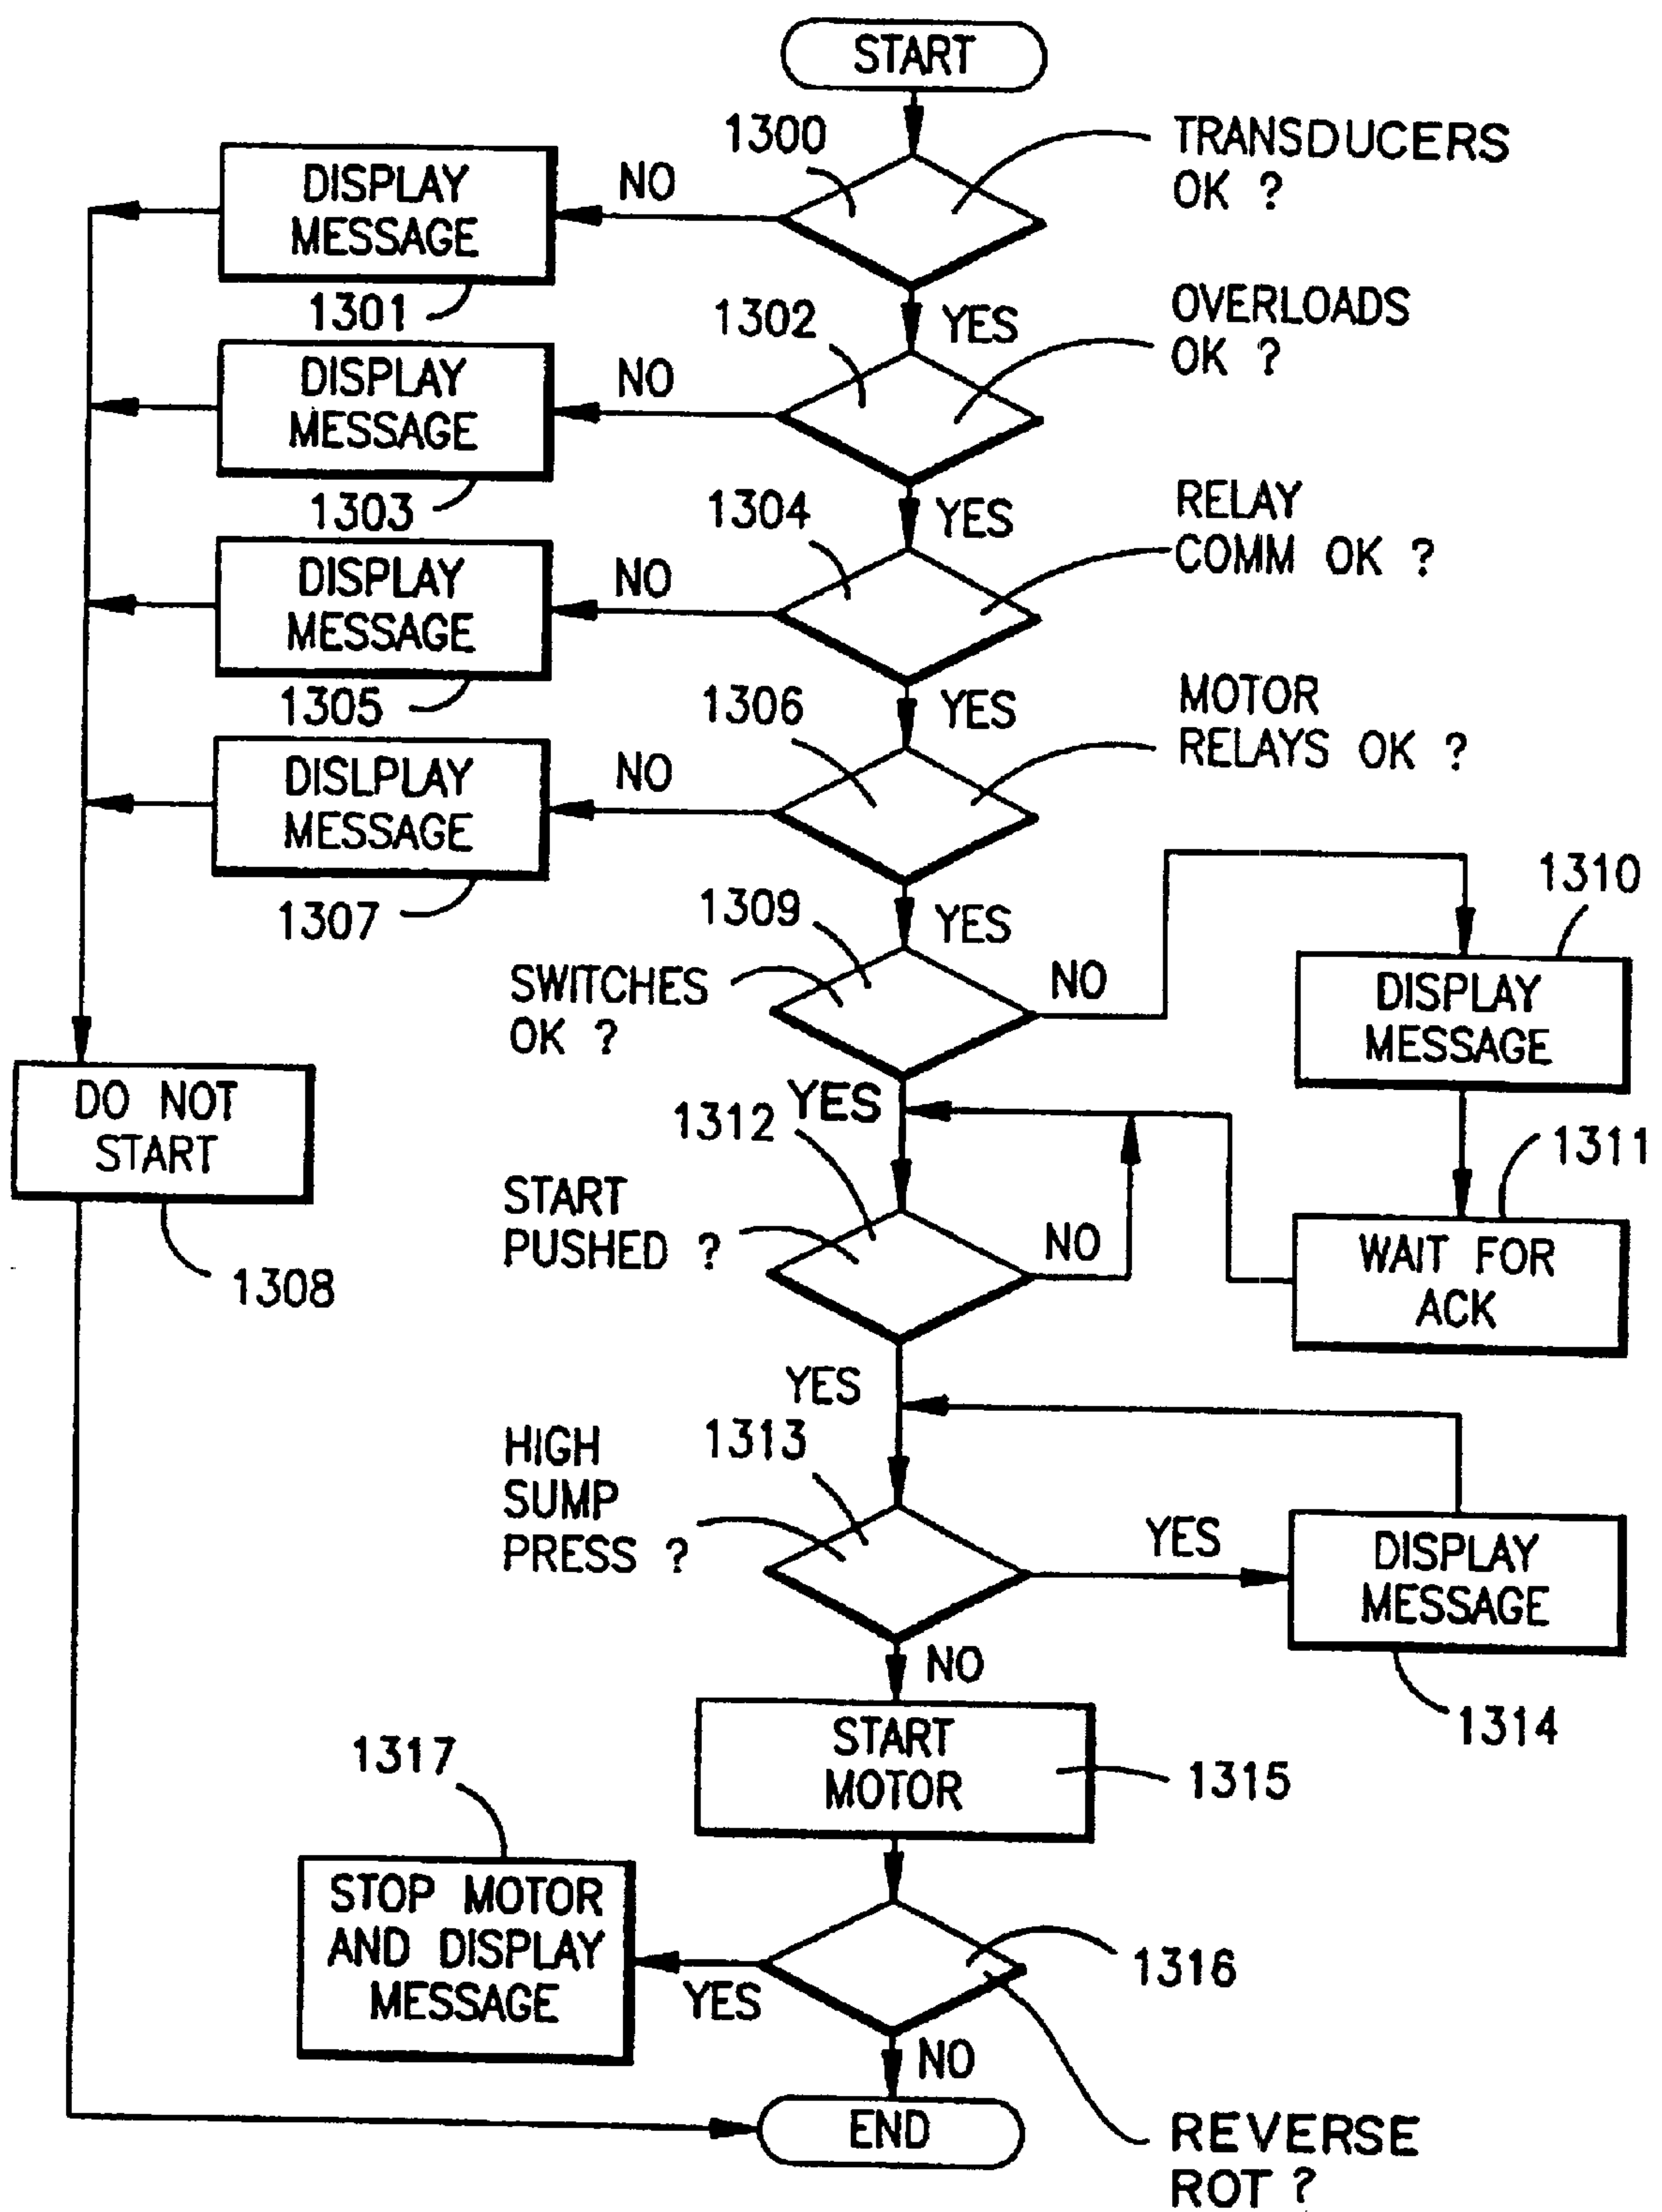 START
1300
TRANSDUCERS
OK ?
DISPLAY
MESSAGE
NO
1301
YES
1302
OVERLOADS
OK ?
DISPLAY
MESSAGE
NO
1303
YES
1304
RELAY
COMM OK ?
DISPLAY
MESSAGE
NO
1305
YES
1306
MOTOR
RELAYS OK ?
DISLPLAY
MESSAGE
NO
1307
YES
1309
SWITCHES
OK ?
NO
1310
DISPLAY
MESSAGE
DO NOT
START
1308
YES
1312
START
PUSHED ?
NO
1311
WAIT FOR
ACK
YES
HIGH
SUMP
PRESS ?
1313
YES
DISPLAY
MESSAGE
1314
NO
START
MOTOR
1315
1317
STOP MOTOR
AND DISPLAY
MESSAGE
YES
1316
NO
END
REVERSE
ROT ?